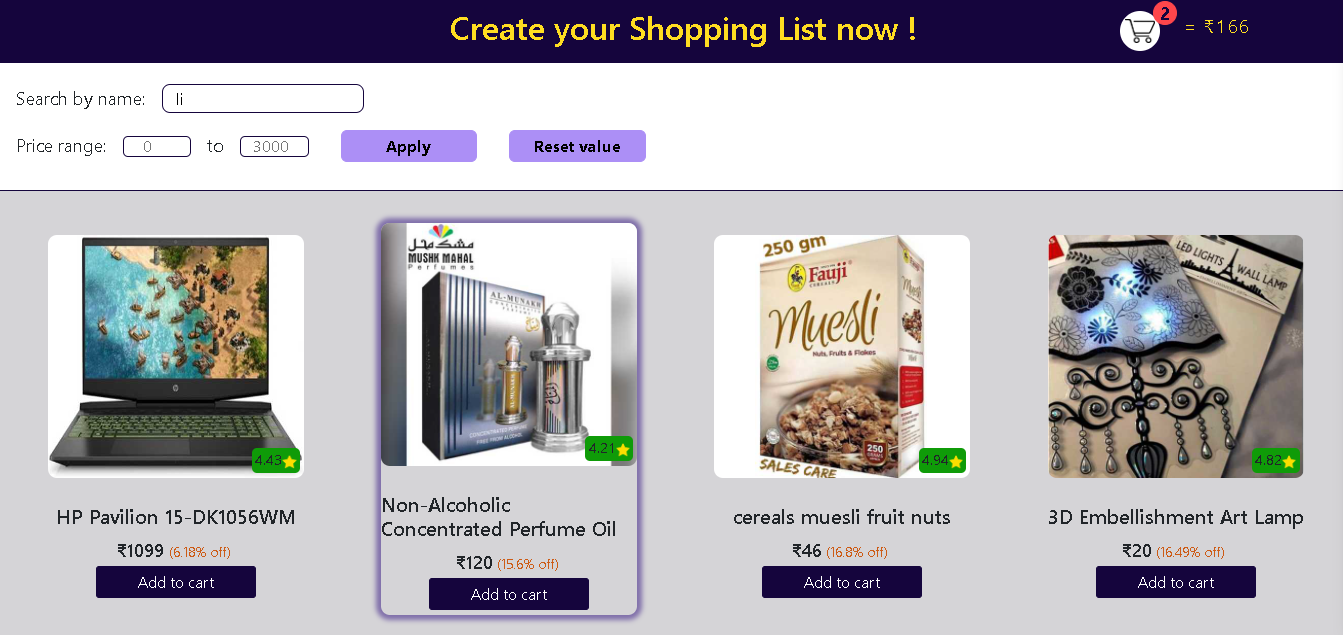 Create your Shopping List now !
2
= ₹166
Search by name:
li
Price range:
0
to
3000
Apply
Reset value
4.43
HP Pavilion 15-DK1056WM
₹1099 (6.18% off)
Add to cart
مشك محل
MUSHK MAHAL
Perfumes
AL-MUNAKH
CONCENTRATED PERFUME
FREE FROM ALCOHOL
4.21
Non-Alcoholic
Concentrated Perfume Oil
₹120 (15.6% off)
Add to cart
250 gm
Fauji
CEREALS
Muesli
Nuts, Fruits & Flakes
250
SALES CARE
4.94
cereals muesli fruit nuts
₹46 (16.8% off)
Add to cart
LED LIGHTS
WALL LAMP
4.82
3D Embellishment Art Lamp
₹20 (16.49% off)
Add to cart